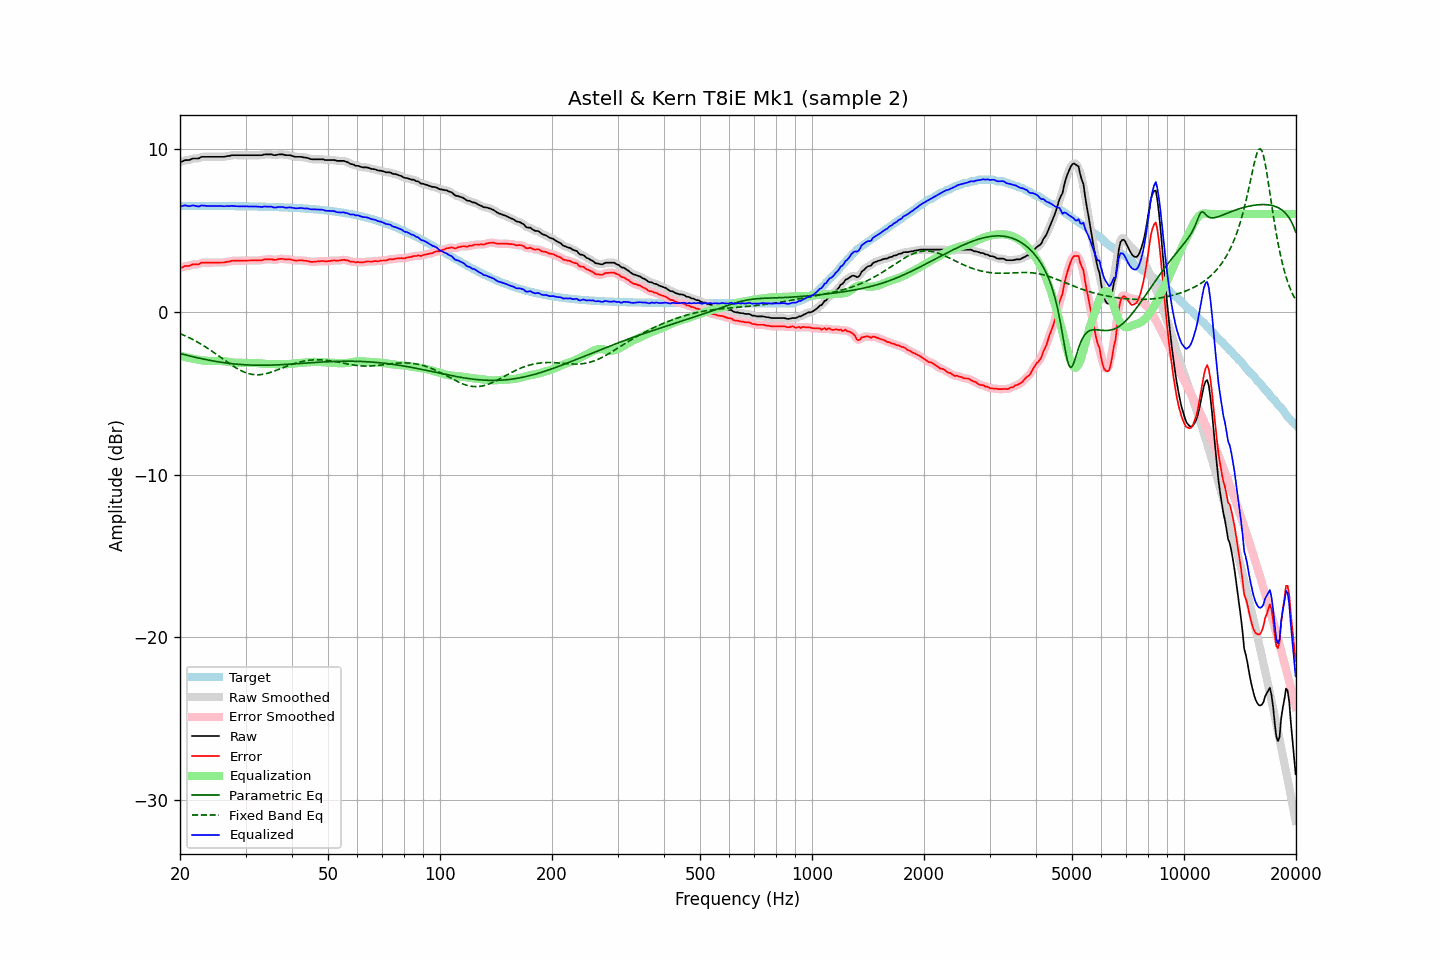 Astell & Kern T8iE Mk1 (sample 2)
Amplitude (dBr)
10
0
−10
−20
−30
Target
Raw Smoothed
Error Smoothed
Raw
Error
Equalization
Parametric Eq
Fixed Band Eq
Equalized
20 50 100 200 500 1000 2000 5000 10000 20000
Frequency (Hz)